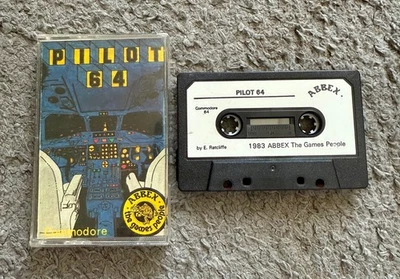 PILOT
64
ABBEX
the games people
commodore
PILOT 64
ABBEX
Commodore
64
by E. Ratcliffe
1983 ABBEX The Games People